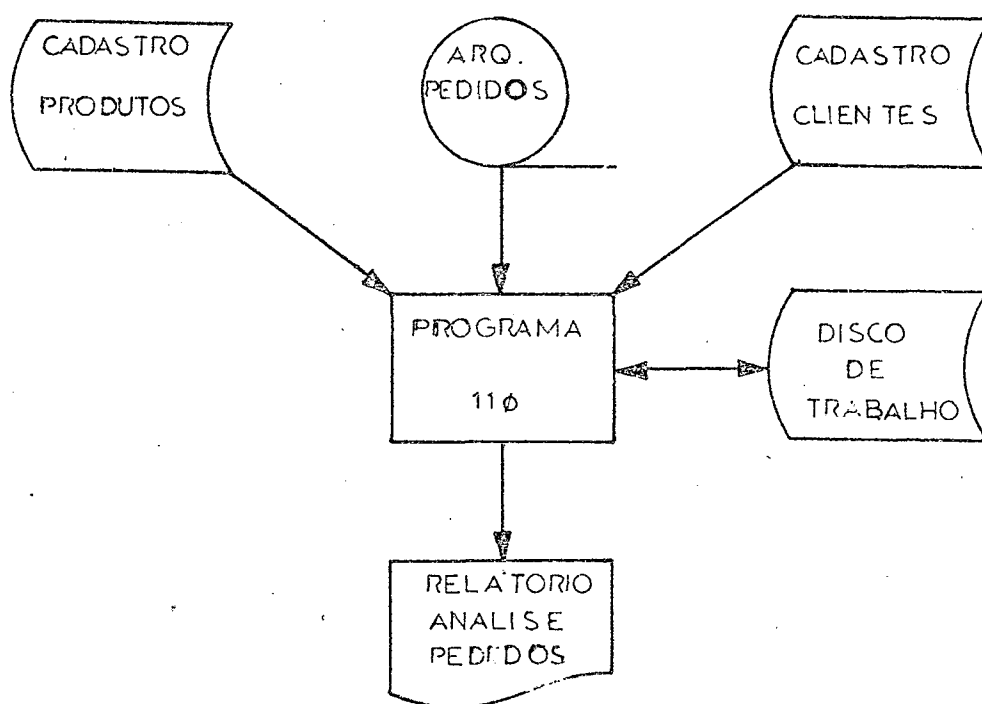 CADASTRO
PRODUTOS
ARQ.
PEDIDOS
CADASTRO
CLIENTES
PROGRAMA
11ø
DISCO
DE
TRABALHO
RELATORIO
ANALISE
PEDIDOS